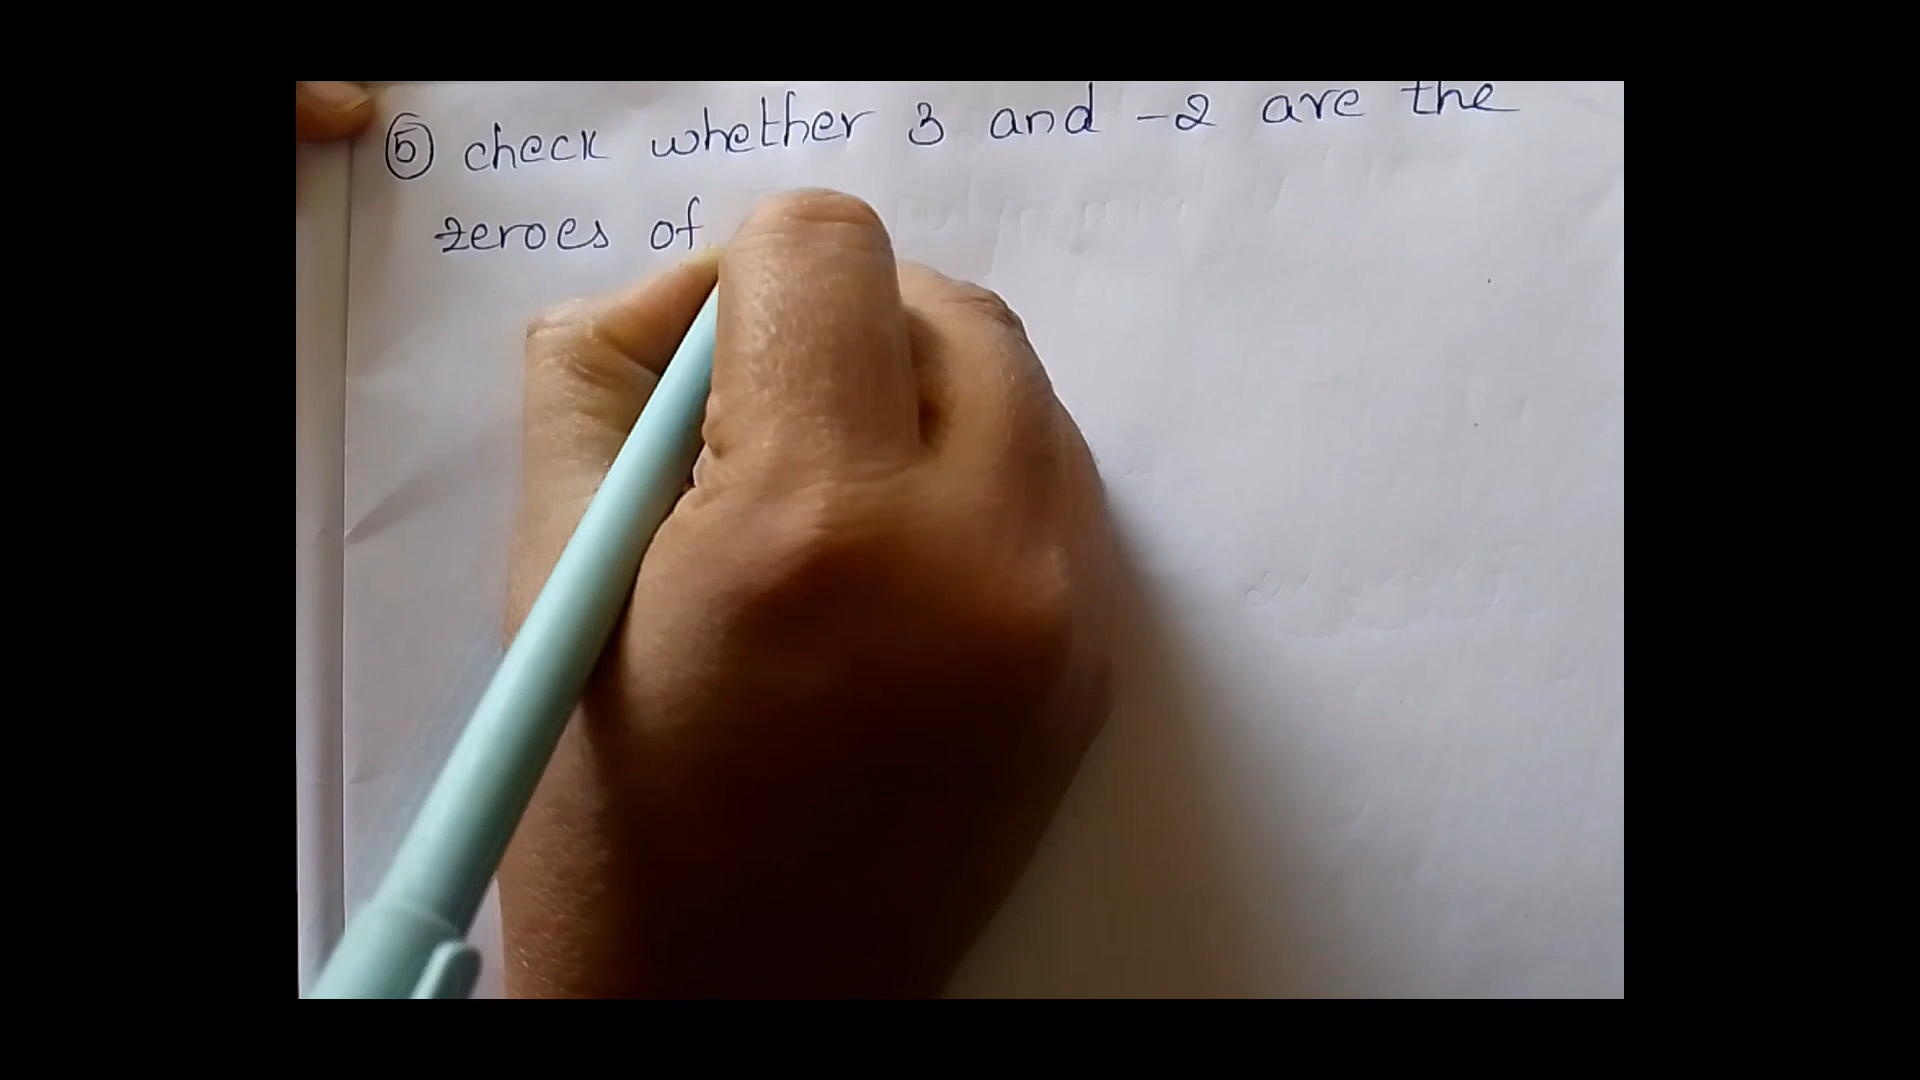 5 check whether 3 and -2 are the
zeroes of